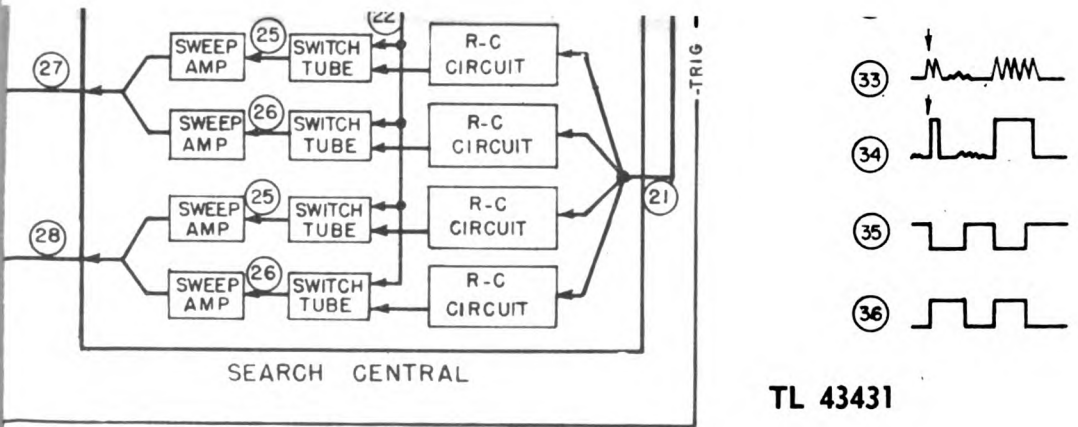 22
27
SWEEP
AMP
25
SWITCH
TUBE
R-C
CIRCUIT
SWEEP
AMP
26
SWITCH
TUBE
R-C
CIRCUIT
28
SWEEP
AMP
25
SWITCH
TUBE
R-C
CIRCUIT
SWEEP
AMP
26
SWITCH
TUBE
R-C
CIRCUIT
21
TRIG
SEARCH CENTRAL
33
34
35
36
TL 43431